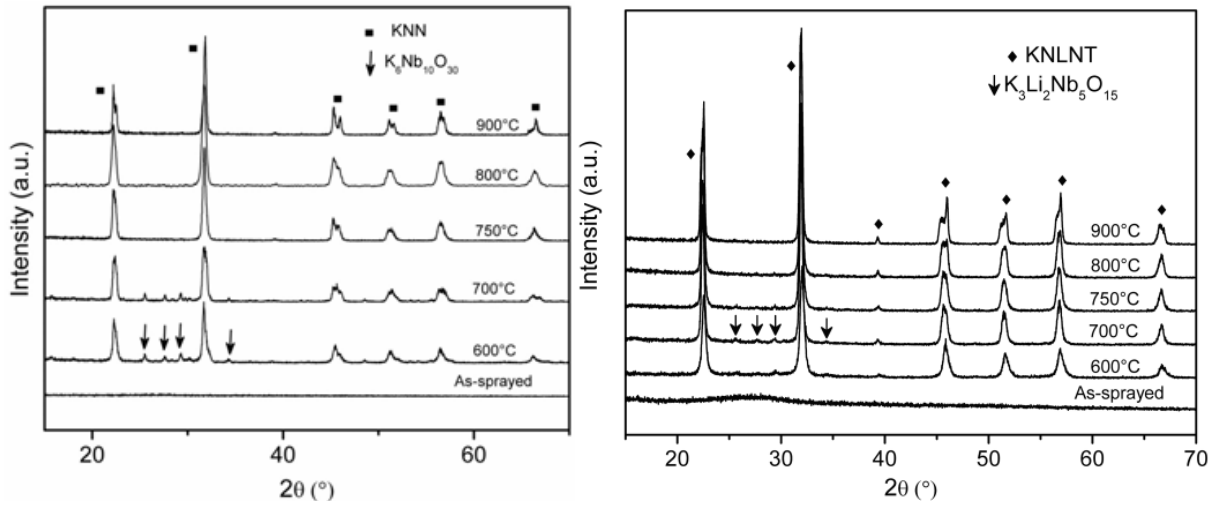 KNN
K₆Nb₁₀O₃₀
900°C
800°C
750°C
700°C
600°C
As-sprayed
Intensity (a.u.)
20
40
60
2θ (°)
KNLNT
K₃Li₂Nb₅O₁₅
900°C
800°C
750°C
700°C
600°C
As-sprayed
Intensity (a.u.)
20
30
40
50
60
70
2θ (°)